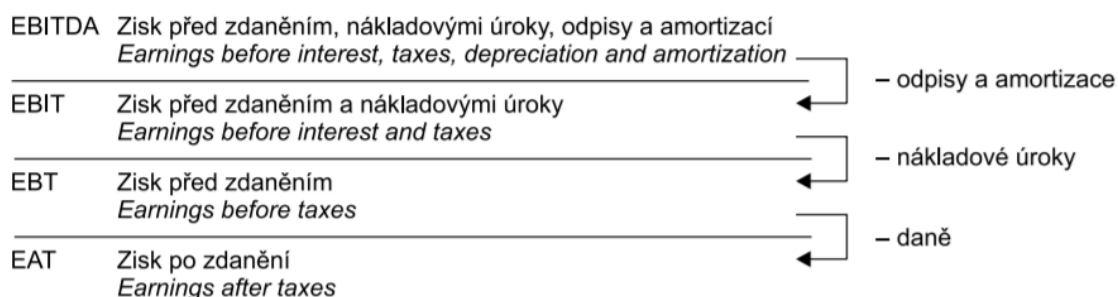 EBITDA Zisk před zdaněním, nákladovými úroky, odpisy a amortizací
Earnings before interest, taxes, depreciation and amortization
– odpisy a amortizace
EBIT Zisk před zdaněním a nákladovými úroky
Earnings before interest and taxes
– nákladové úroky
EBT Zisk před zdaněním
Earnings before taxes
– daně
EAT Zisk po zdanění
Earnings after taxes